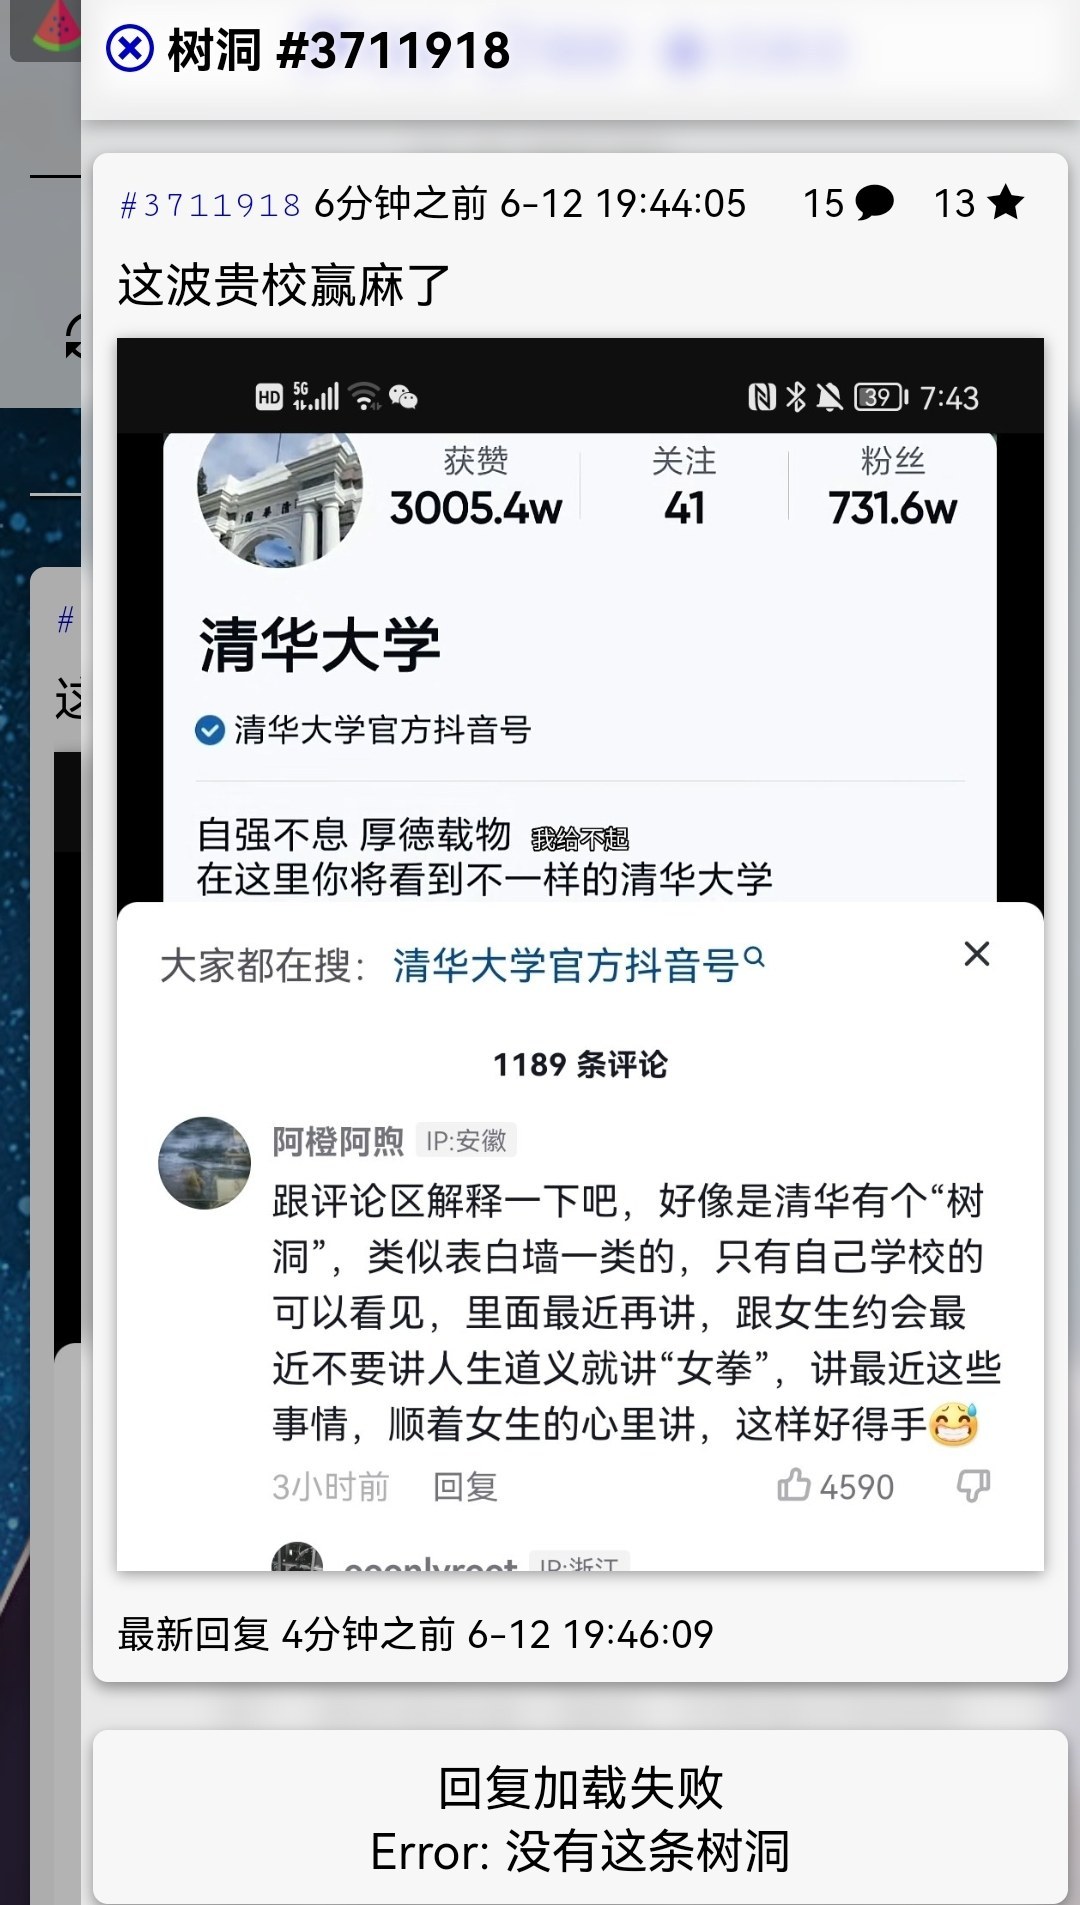 树洞 #3711918
#3711918 6分钟之前 6-12 19:44:05 15 13
这波贵校赢麻了
HD 5G 39 7:43
获赞 关注 粉丝
3005.4w 41 731.6w
清华大学
清华大学官方抖音号
自强不息 厚德载物 我给不起
在这里你将看到不一样的清华大学
大家都在搜: 清华大学官方抖音号
1189 条评论
阿橙阿煦 IP:安徽
跟评论区解释一下吧，好像是清华有个“树
洞”，类似表白墙一类的，只有自己学校的
可以看见，里面最近再讲，跟女生约会最
近不要讲人生道义就讲“女拳”，讲最近这些
事情，顺着女生的心里讲，这样好得手
3小时前 回复 4590
IP:浙江
最新回复 4分钟之前 6-12 19:46:09
回复加载失败
Error: 没有这条树洞
#